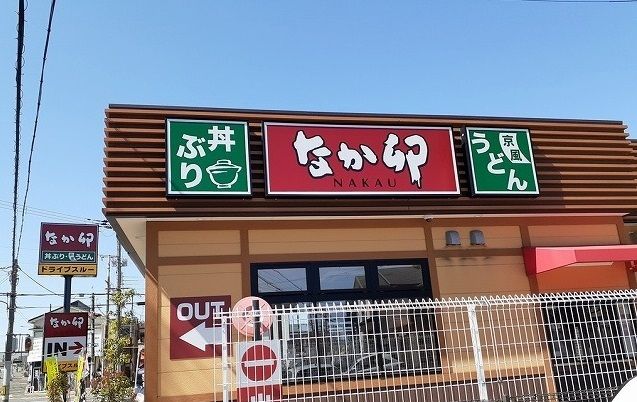 丼ぶり
なか卯
NAKAU
京風
うどん
なか卯
丼ぶり・京うどん
ドライブスルー
なか卯
IN→
OUT
←